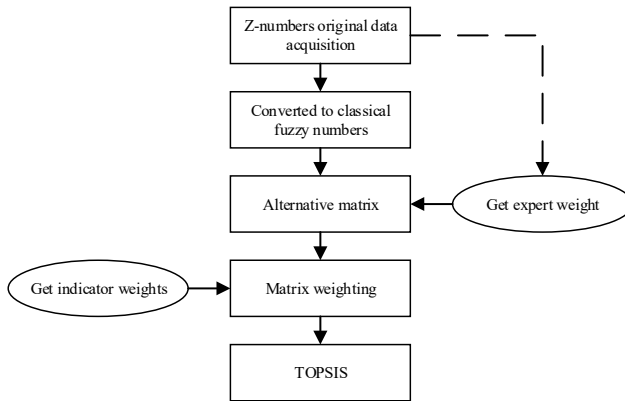 Z-numbers original data
acquisition
Converted to classical
fuzzy numbers
Alternative matrix
Get expert weight
Get indicator weights
Matrix weighting
TOPSIS